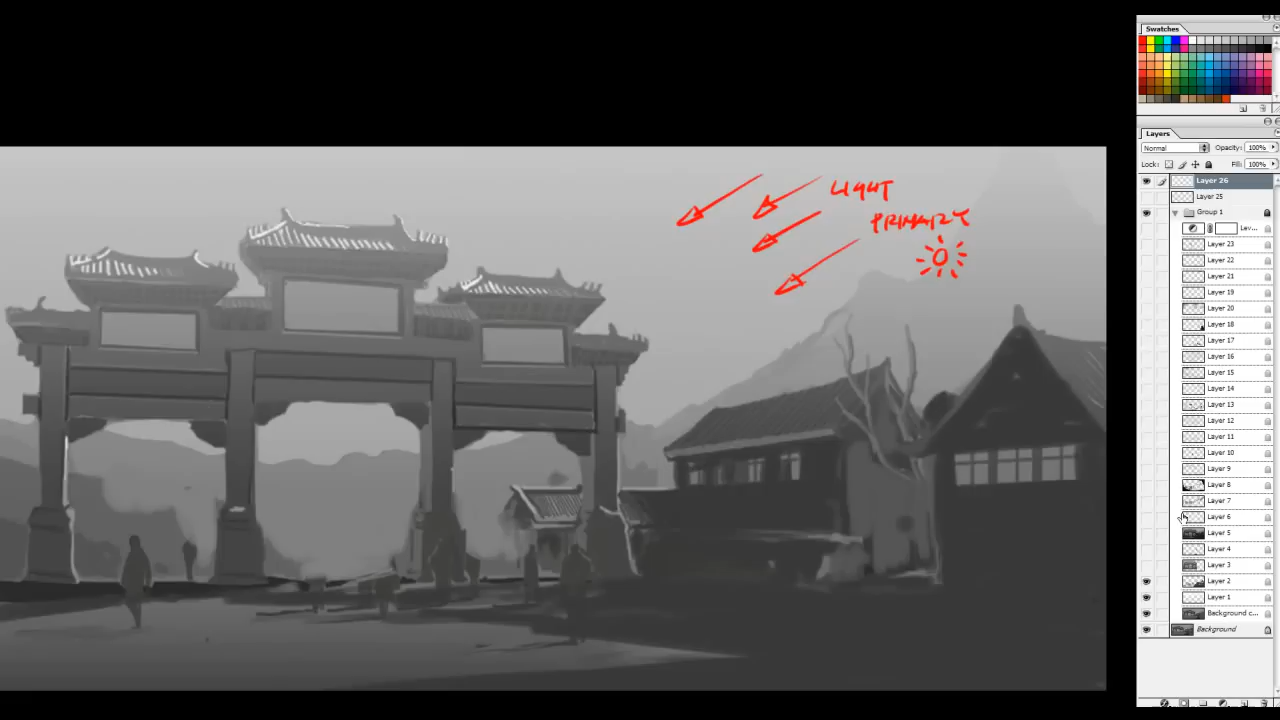 Swatches
Layers
Normal
Opacity: 100%
Lock:
Fill: 100%
Layer 26
Layer 25
Group 1
Lev...
Layer 23
Layer 22
Layer 21
Layer 19
Layer 20
Layer 18
Layer 17
Layer 16
Layer 15
Layer 14
Layer 13
Layer 12
Layer 11
Layer 10
Layer 9
Layer 8
Layer 7
Layer 6
Layer 5
Layer 4
Layer 3
Layer 2
Layer 1
Background c...
Background
LIGHT
PRIMARY